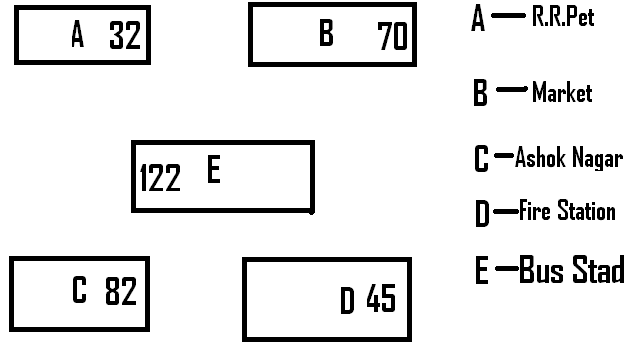 A 32
B 70
122 E
C 82
D 45
A — R.R.Pet
B — Market
C — Ashok Nagar
D — Fire Station
E — Bus Stad